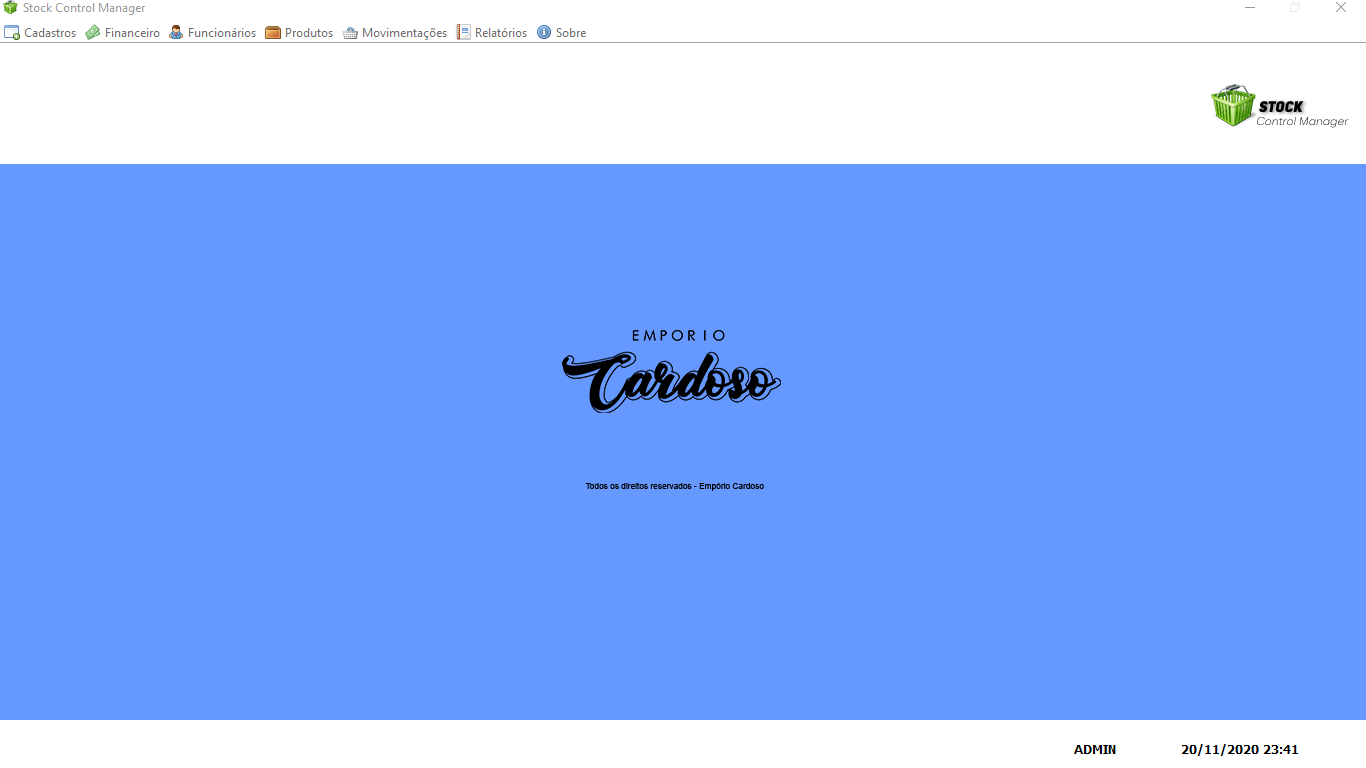 Stock Control Manager
Cadastros Financeiro Funcionários Produtos Movimentações Relatórios Sobre
STOCK
Control Manager
EMPORIO
Cardoso
Todos os direitos reservados - Empório Cardoso
ADMIN 20/11/2020 23:41